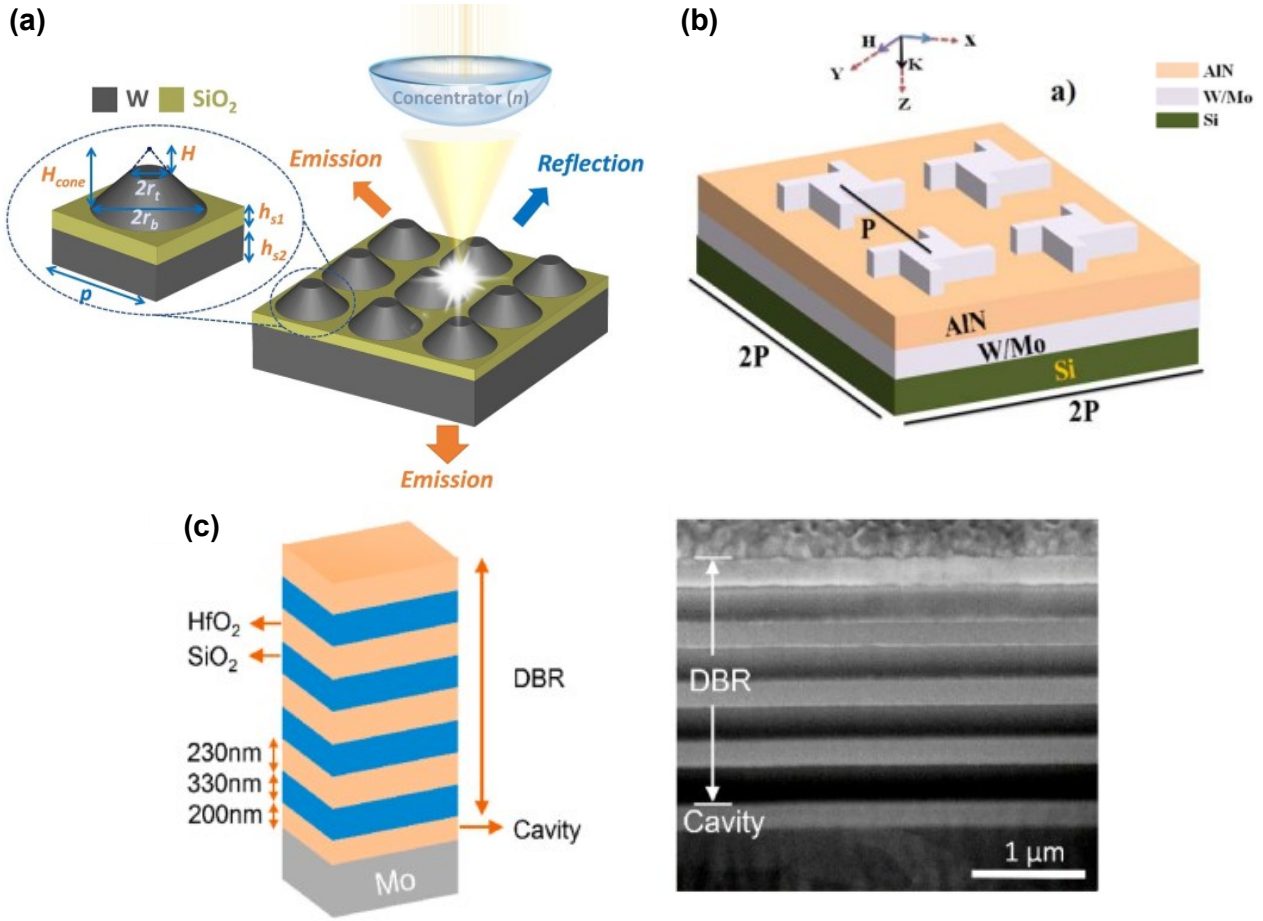 (a)
W SiO2
Concentrator (n)
Emission
Reflection
H
Hcone
2rt
2rb
hs1
hs2
p
Emission
(b)
H
X
K
Y
Z
a)
AlN
W/Mo
Si
P
AlN
W/Mo
Si
2P
2P
(c)
HfO2
SiO2
DBR
230nm
330nm
200nm
Cavity
Mo
DBR
Cavity
1 μm